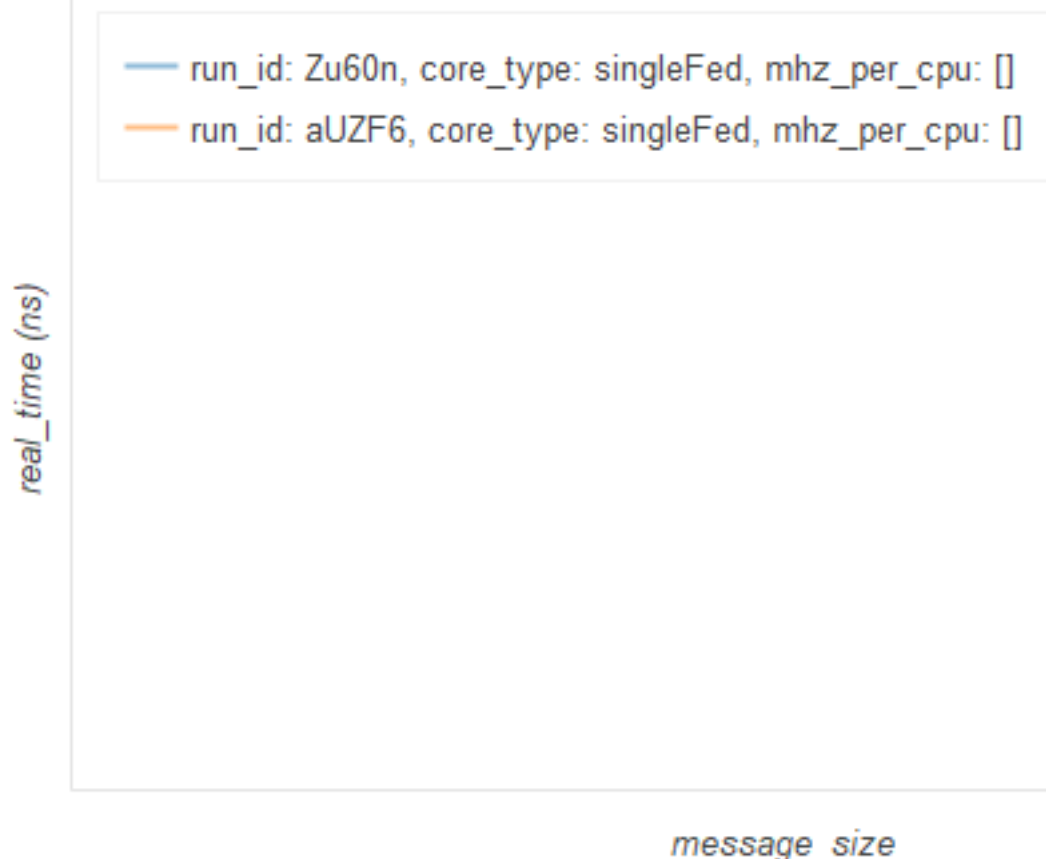 run_id: Zu60n, core_type: singleFed, mhz_per_cpu: []
run_id: aUZF6, core_type: singleFed, mhz_per_cpu: []
real_time (ns)
message_size